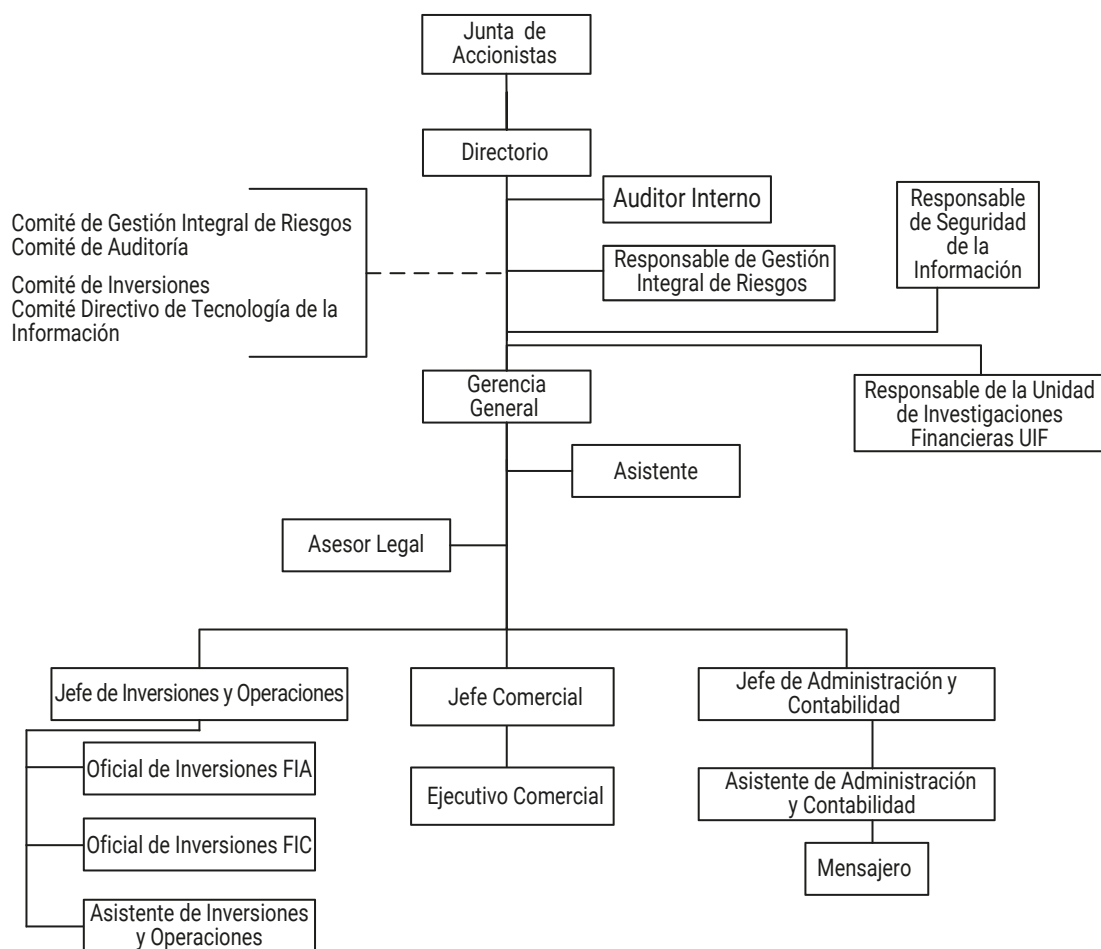 Junta de
Accionistas
Directorio
Auditor Interno
Responsable
de Seguridad
de la
Información
Comité de Gestión Integral de Riesgos
Comité de Auditoría
Comité de Inversiones
Comité Directivo de Tecnología de la
Información
Responsable de Gestión
Integral de Riesgos
Gerencia
General
Responsable de la Unidad
de Investigaciones
Financieras UIF
Asistente
Asesor Legal
Jefe de Inversiones y Operaciones
Jefe Comercial
Jefe de Administración y
Contabilidad
Oficial de Inversiones FIA
Ejecutivo Comercial
Asistente de Administración
y Contabilidad
Oficial de Inversiones FIC
Mensajero
Asistente de Inversiones
y Operaciones